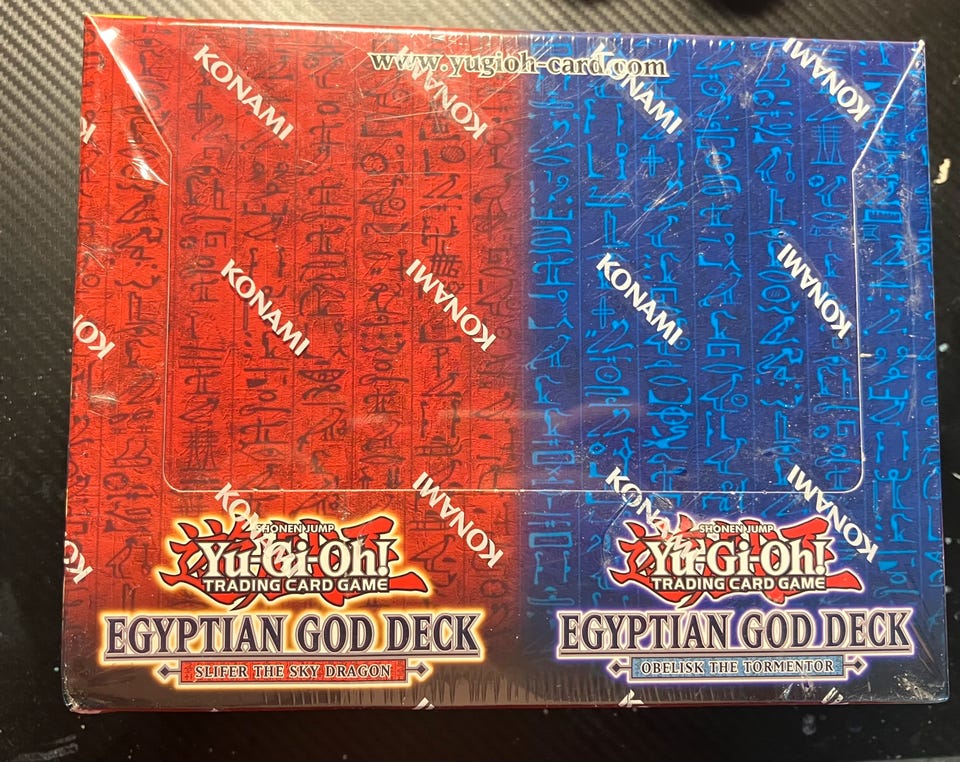 www.yugioh-card.com
KONAMI
KONAMI
KONAMI
KONAMI
KONAMI
KONAMI
KONAMI
KONAMI
KONAMI
KONAMI
KONAMI
KONAMI
KONAMI
SHONEN JUMP
Yu-Gi-Oh!
TRADING CARD GAME
EGYPTIAN GOD DECK
SLIFER THE SKY DRAGON
SHONEN JUMP
Yu-Gi-Oh!
TRADING CARD GAME
EGYPTIAN GOD DECK
OBELISK THE TORMENTOR